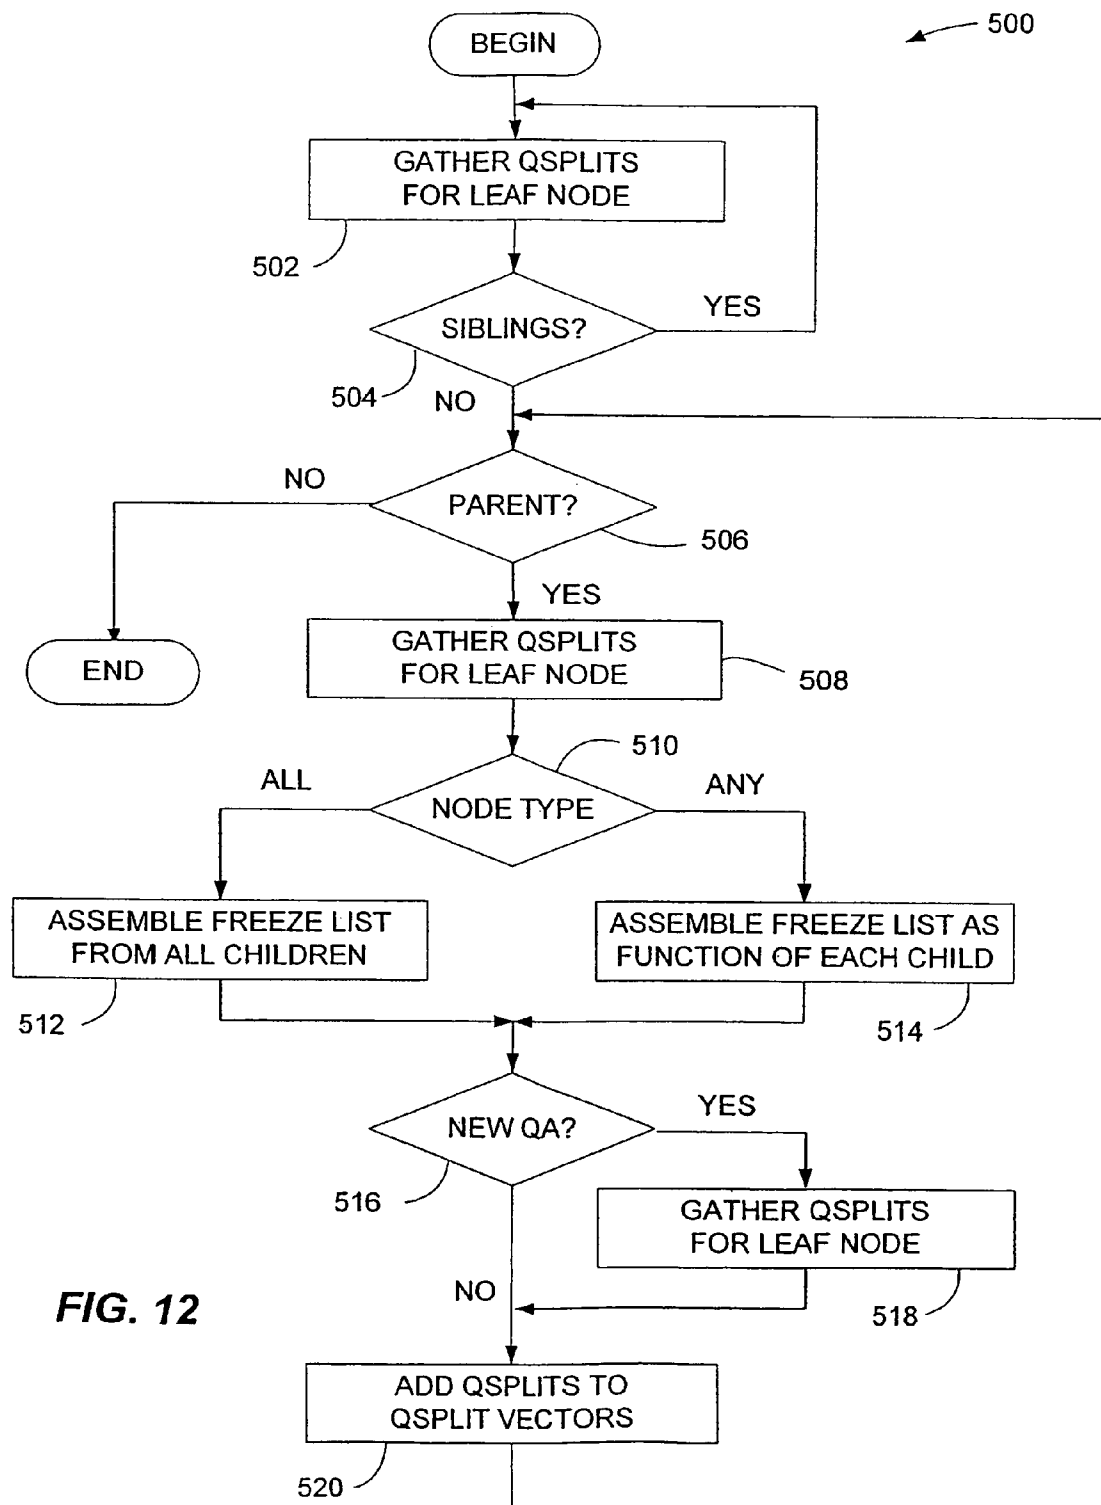 500
BEGIN
GATHER QSPLITS
FOR LEAF NODE
502
SIBLINGS?
YES
504
NO
NO
PARENT?
506
YES
GATHER QSPLITS
FOR LEAF NODE
508
END
510
ALL
NODE TYPE
ANY
ASSEMBLE FREEZE LIST
FROM ALL CHILDREN
512
ASSEMBLE FREEZE LIST AS
FUNCTION OF EACH CHILD
514
NEW QA?
YES
516
GATHER QSPLITS
FOR LEAF NODE
518
NO
FIG. 12
ADD QSPLITS TO
QSPLIT VECTORS
520